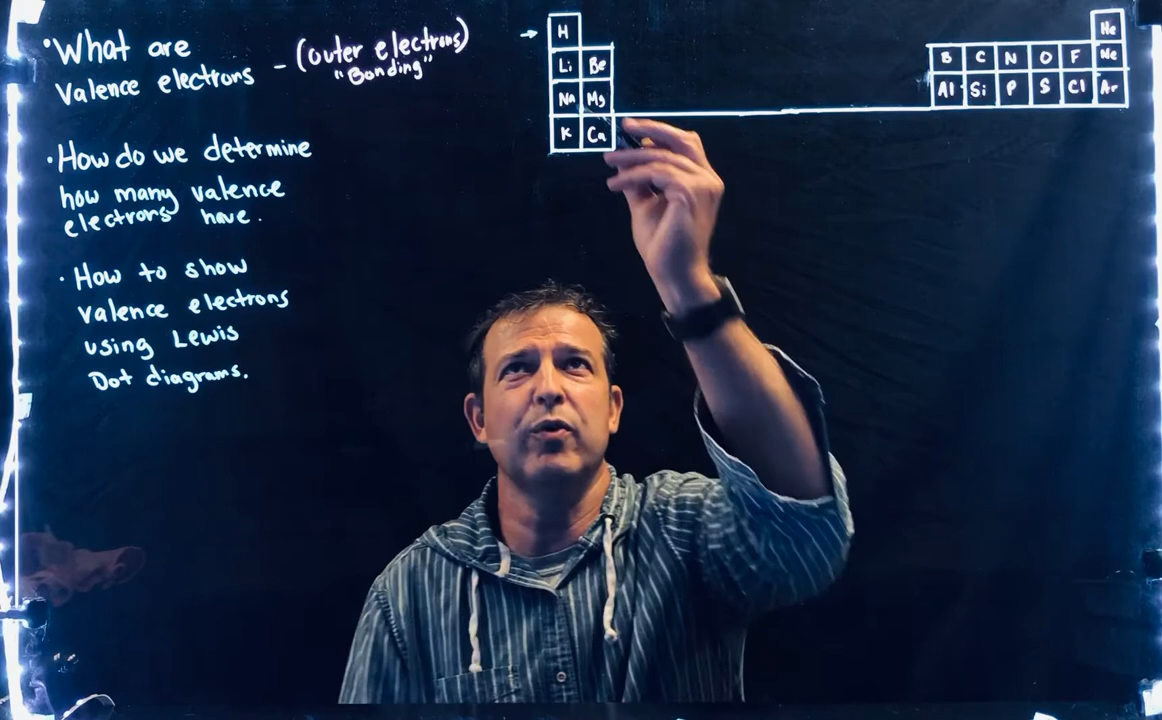 •What are
Valence electrons - (outer electrons)
"Bonding"
•How do we determine
how many valence
electrons have.
•How to show
valence electrons
using Lewis
Dot diagrams.
→ H He
Li Be B C N O F Ne
Na Mg Al Si P S Cl Ar
K Ca